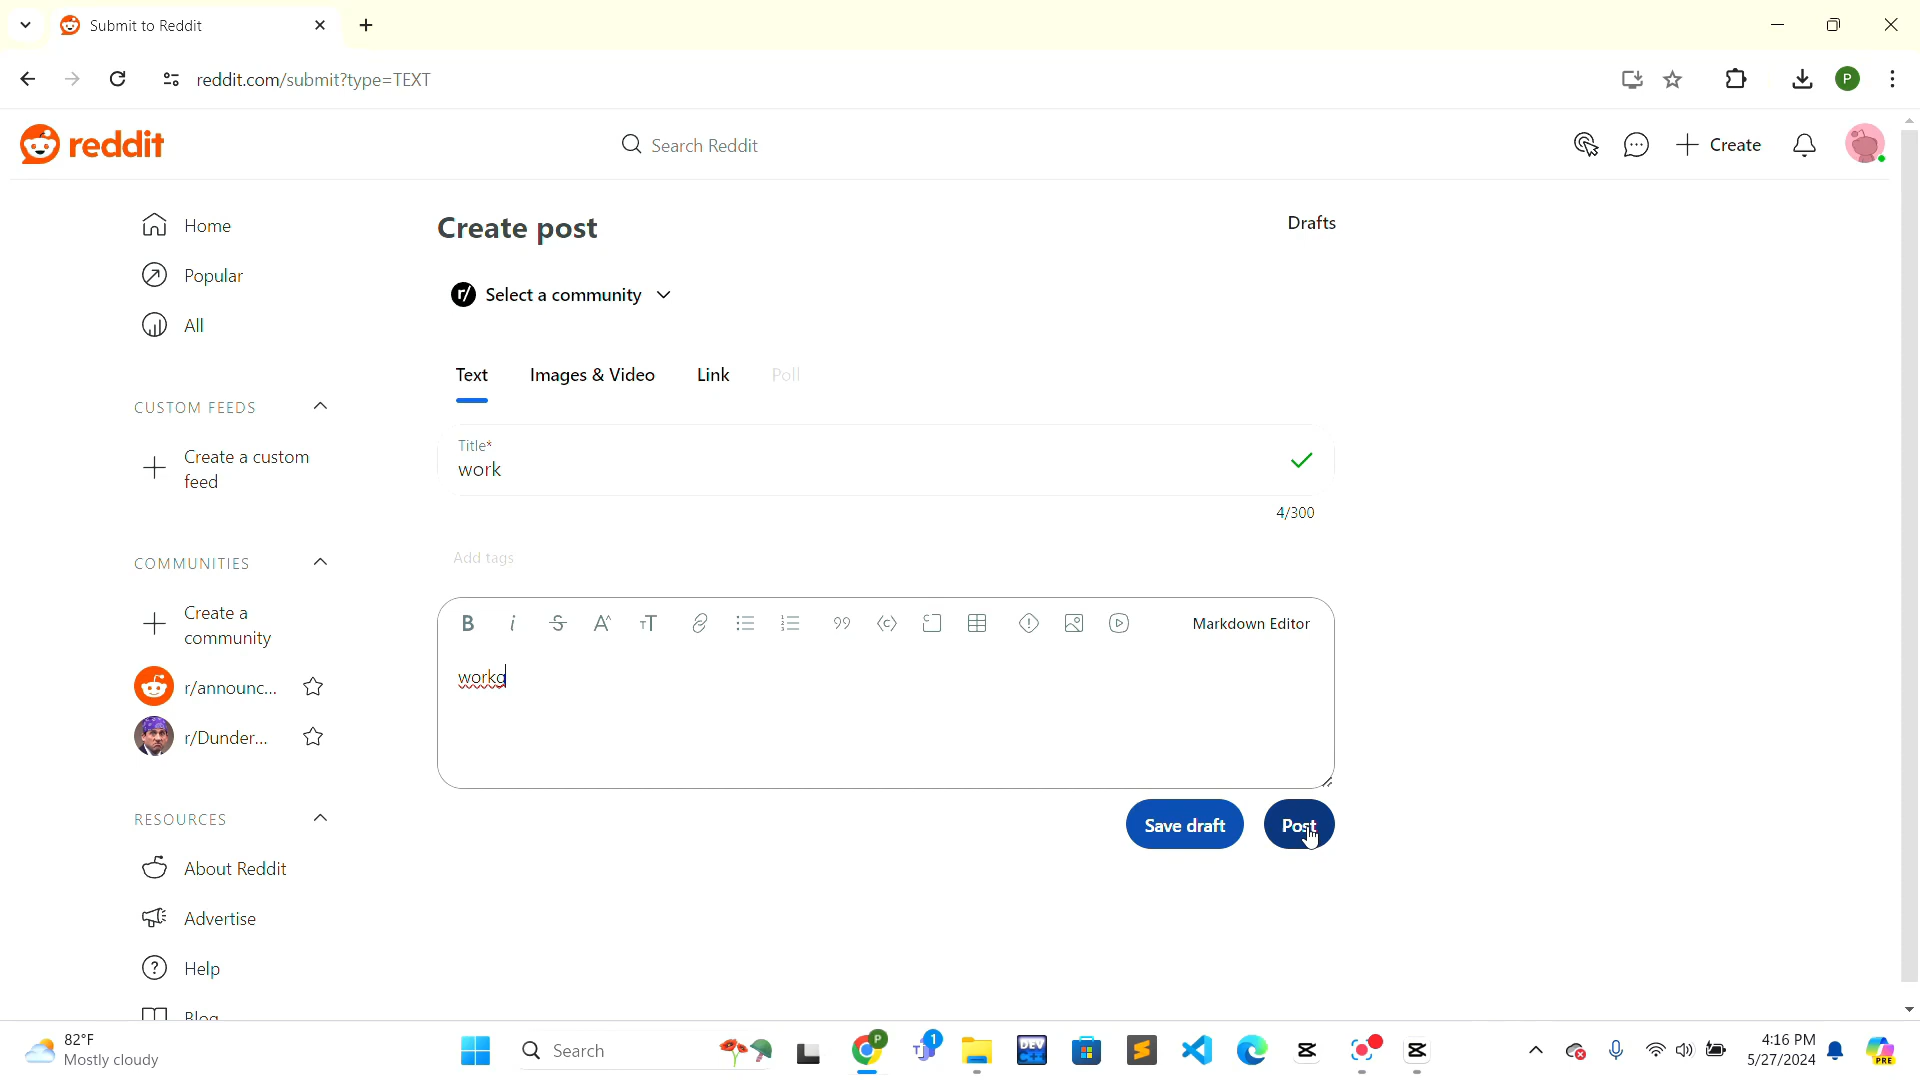 Submit to Reddit
reddit.com/submit?type=TEXT
P
reddit
Search Reddit
Create
Home
Popular
All
CUSTOM FEEDS
Create a custom
feed
COMMUNITIES
Create a
community
r/announc...
r/Dunder...
RESOURCES
About Reddit
Advertise
Help
Blog
Create post
Drafts
r/ Select a community
Text Images & Video Link Poll
Title*
work
4/300
Add tags
Markdown Editor
workd
Save draft
Post
82°F
Mostly cloudy
Search
P
1
DEV
4:16 PM
5/27/2024
PRE